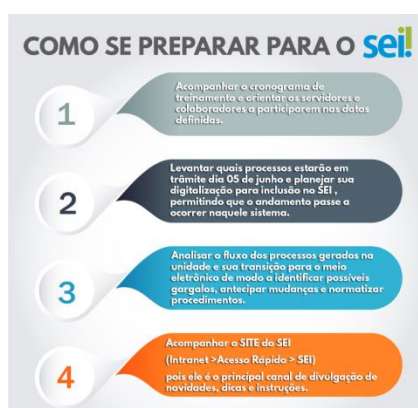 COMO SE PREPARAR PARA O sei!
1
Acompanhar o cronograma de
treinamento e orientar os servidores e
colaboradores a participarem nas datas
definidas.
2
Levantar quais processos estarão em
trâmite dia 05 de junho e planejar sua
digitalização para inclusão no SEI ,
permitindo que o andamento passe a
ocorrer naquele sistema.
3
Analisar o fluxo dos processos gerados na
unidade e sua transição para o meio
eletrônico de modo a identificar possíveis
gargalos, antecipar mudanças e normatizar
procedimentos.
4
Acompanhar o SITE do SEI
(Intranet >Acesso Rápido > SEI)
pois ele é o principal canal de divulgação de
novidades, dicas e instruções.